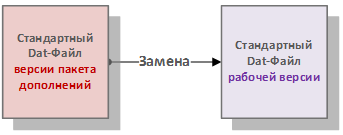 Стандартный
Dat-Файл
версии пакета
дополнений
Замена
Стандартный
Dat-Файл
рабочей версии